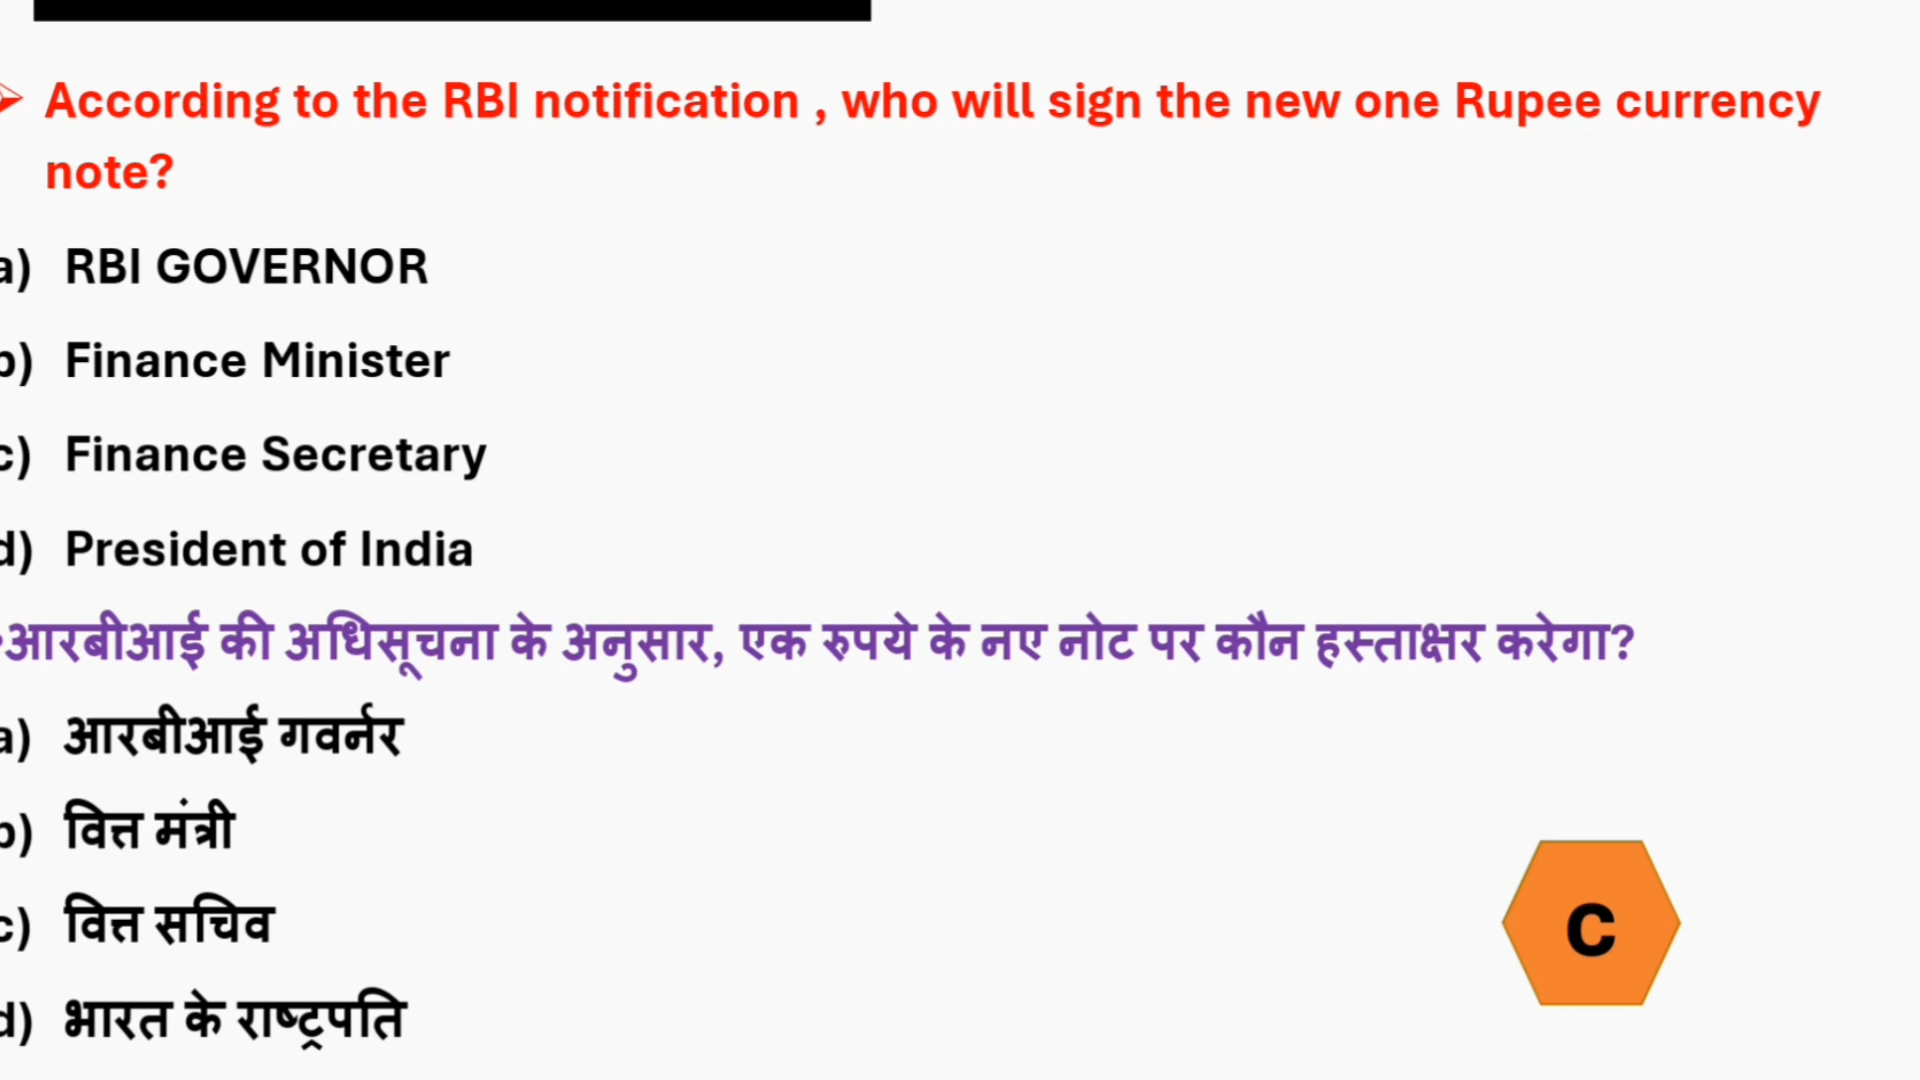 According to the RBI notification , who will sign the new one Rupee currency
note?
a) RBI GOVERNOR
b) Finance Minister
c) Finance Secretary
d) President of India
आरबीआई की अधिसूचना के अनुसार, एक रुपये के नए नोट पर कौन हस्ताक्षर करेगा?
a) आरबीआई गवर्नर
b) वित्त मंत्री
c) वित्त सचिव
d) भारत के राष्ट्रपति
C